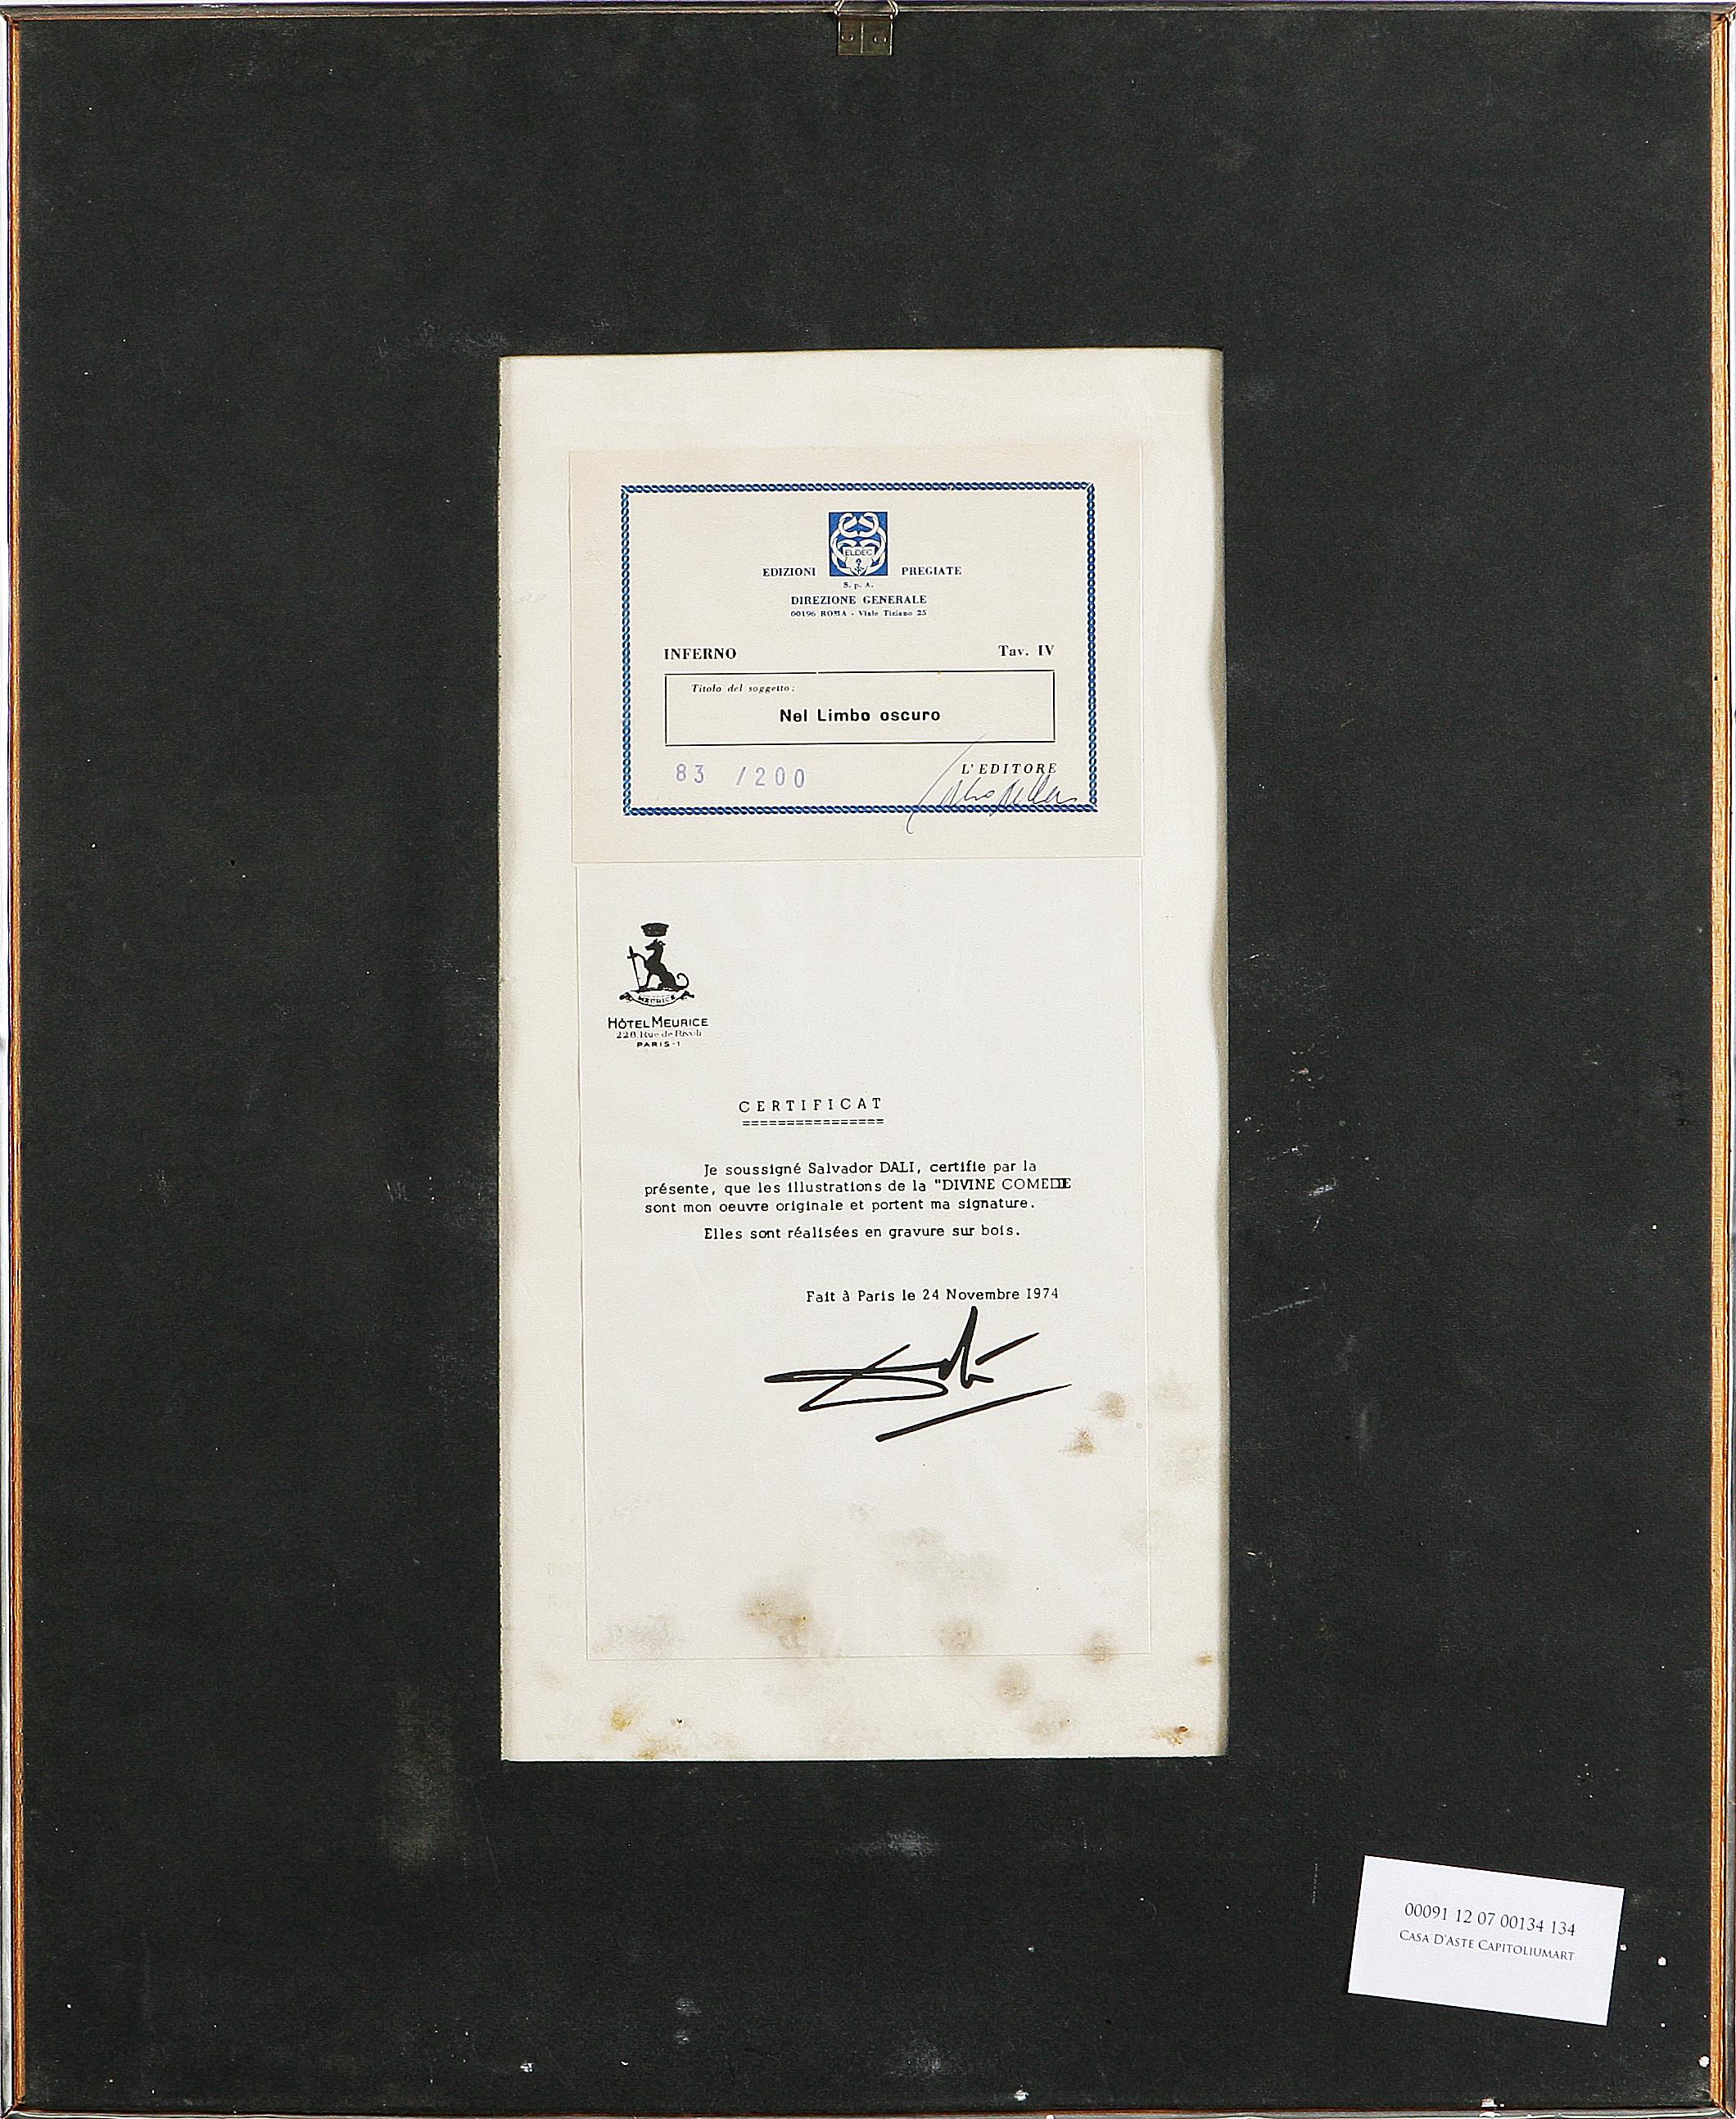 ELDEC
EDIZIONI PREGIATE
S. p. A.
DIREZIONE GENERALE
00196 ROMA - Viale Tiziano 25
INFERNO Tav. IV
Titolo del soggetto:
Nel Limbo oscuro
83 /200
L'EDITORE
MEURICE
HÔTEL MEURICE
228 Rue de Rivoli
PARIS-1
CERTIFICAT
================
Je soussigné Salvador DALI, certifie par la
présente, que les illustrations de la "DIVINE COMEDIE
sont mon oeuvre originale et portent ma signature.
Elles sont réalisées en gravure sur bois.
Fait à Paris le 24 Novembre 1974
Dalí
00091 12 07 00134 134
CASA D'ASTE CAPITOLIUMART